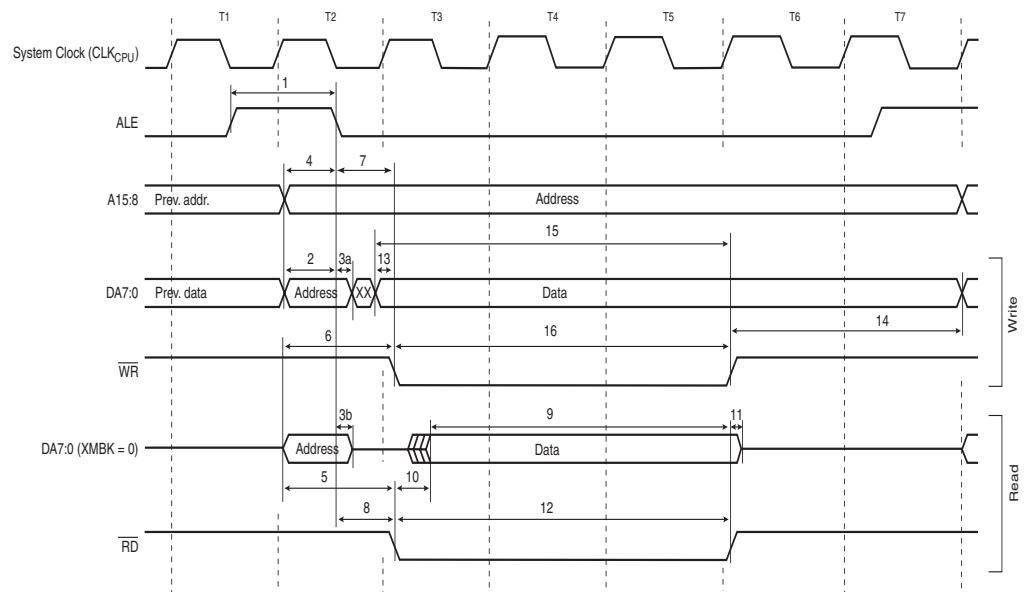 T1 T2 T3 T4 T5 T6 T7
System Clock (CLKCPU)
1
ALE
4 7
A15:8 Prev. addr. Address
15
2 3a 13
DA7:0 Prev. data Address XX Data
Write
6 16 14
WR
3b 9 11
DA7:0 (XMBK = 0) Address Data
Read
5 10
8 12
RD